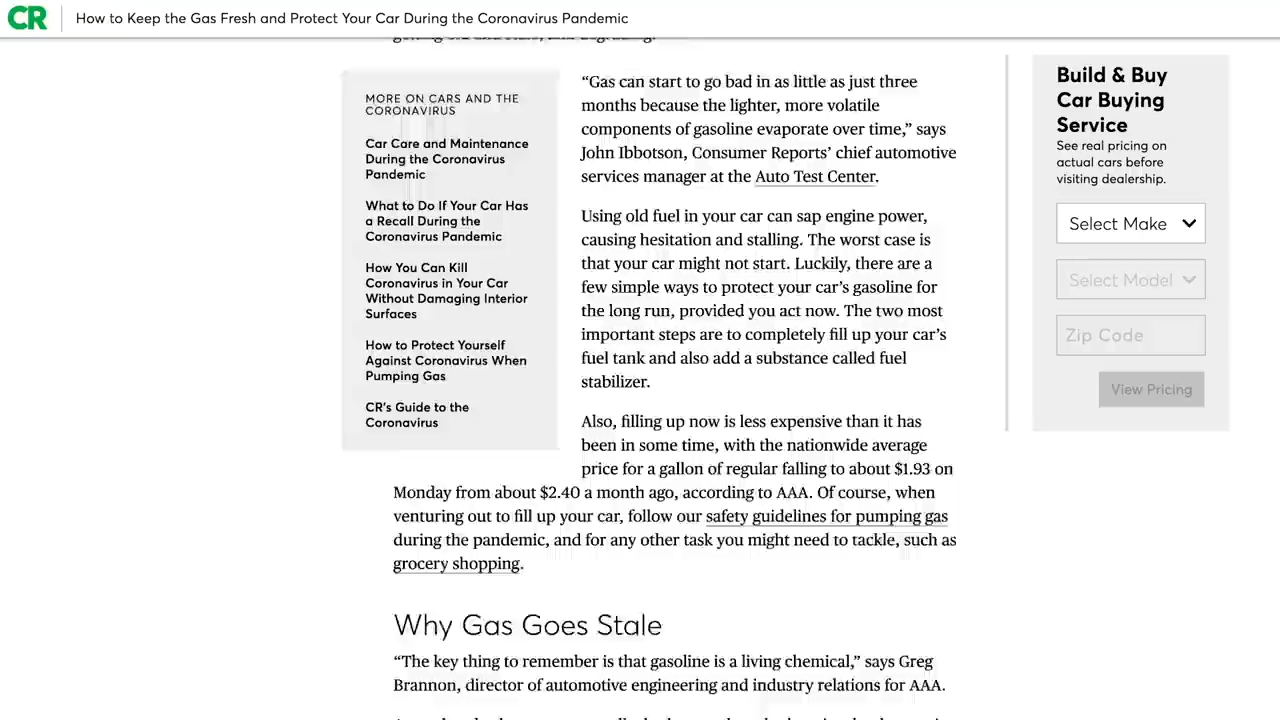 CR
How to Keep the Gas Fresh and Protect Your Car During the Coronavirus Pandemic
MORE ON CARS AND THE
CORONAVIRUS
Car Care and Maintenance
During the Coronavirus
Pandemic
What to Do If Your Car Has
a Recall During the
Coronavirus Pandemic
How You Can Kill
Coronavirus in Your Car
Without Damaging Interior
Surfaces
How to Protect Yourself
Against Coronavirus When
Pumping Gas
CR’s Guide to the
Coronavirus
“Gas can start to go bad in as little as just three
months because the lighter, more volatile
components of gasoline evaporate over time,” says
John Ibbotson, Consumer Reports’ chief automotive
services manager at the Auto Test Center.
Using old fuel in your car can sap engine power,
causing hesitation and stalling. The worst case is
that your car might not start. Luckily, there are a
few simple ways to protect your car’s gasoline for
the long run, provided you act now. The two most
important steps are to completely fill up your car’s
fuel tank and also add a substance called fuel
stabilizer.
Also, filling up now is less expensive than it has
been in some time, with the nationwide average
price for a gallon of regular falling to about $1.93 on
Monday from about $2.40 a month ago, according to AAA. Of course, when
venturing out to fill up your car, follow our safety guidelines for pumping gas
during the pandemic, and for any other task you might need to tackle, such as
grocery shopping.
Why Gas Goes Stale
“The key thing to remember is that gasoline is a living chemical,” says Greg
Brannon, director of automotive engineering and industry relations for AAA.
Build & Buy
Car Buying
Service
See real pricing on
actual cars before
visiting dealership.
Select Make
Select Model
Zip Code
View Pricing